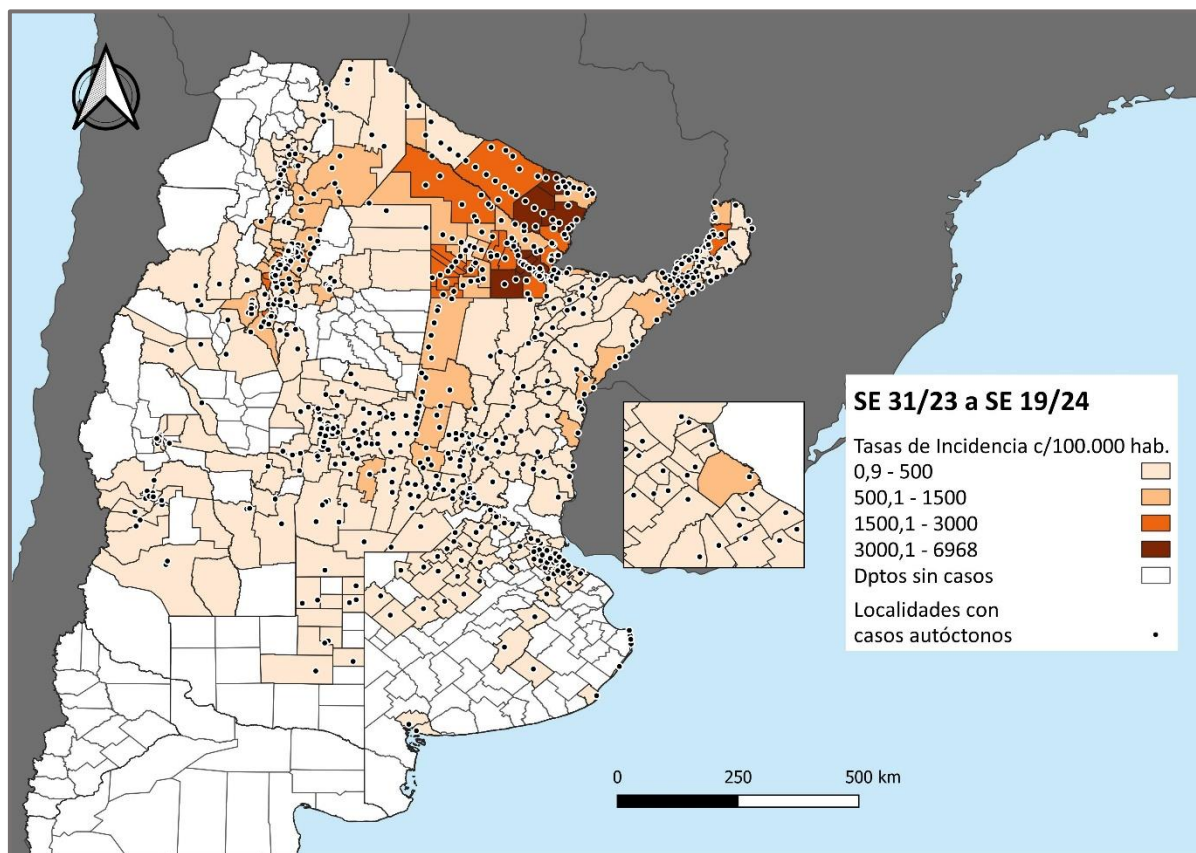 SE 31/23 a SE 19/24
Tasas de Incidencia c/100.000 hab.
0,9 - 500
500,1 - 1500
1500,1 - 3000
3000,1 - 6968
Dptos sin casos
Localidades con
casos autóctonos
0 250 500 km